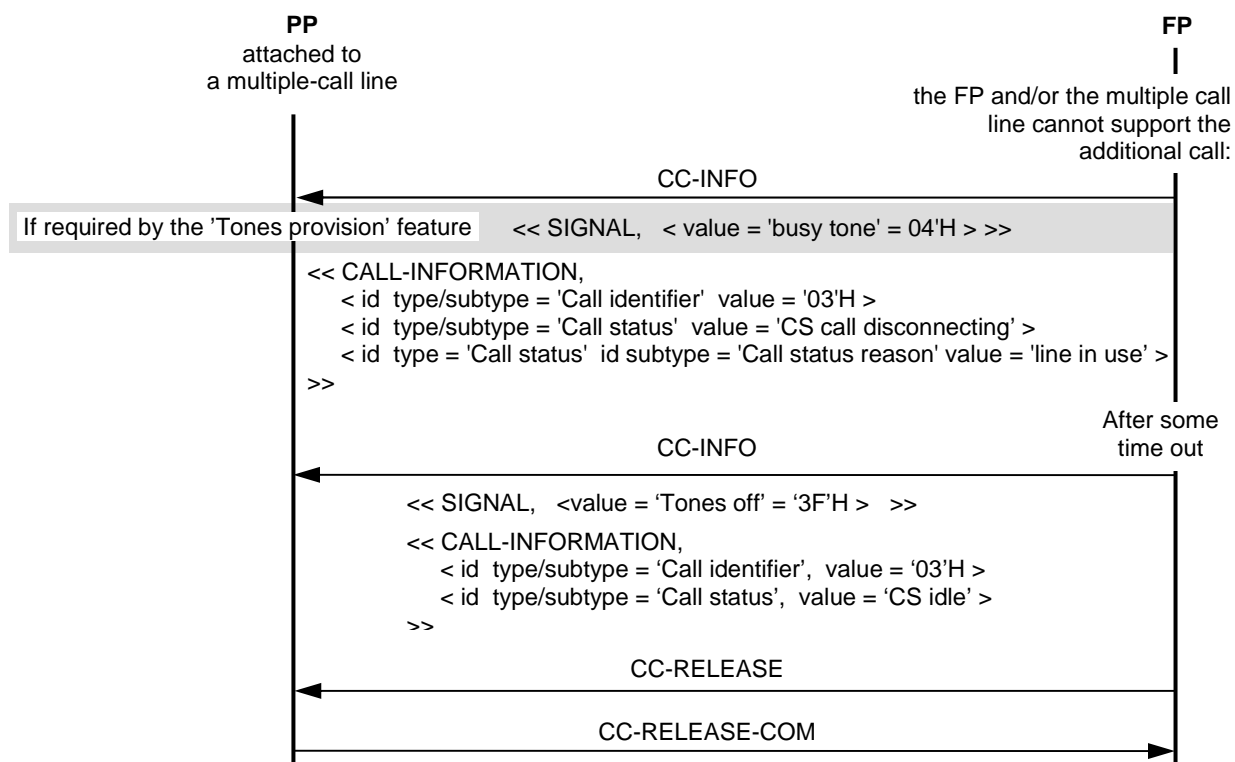 PP
attached to
a multiple-call line
FP
the FP and/or the multiple call
line cannot support the
additional call:
CC-INFO
If required by the 'Tones provision' feature << SIGNAL, < value = 'busy tone' = 04'H > >>
<< CALL-INFORMATION,
< id type/subtype = 'Call identifier' value = '03'H >
< id type/subtype = 'Call status' value = 'CS call disconnecting’ >
< id type = 'Call status' id subtype = 'Call status reason' value = 'line in use’ >
>>
After some
time out
CC-INFO
<< SIGNAL, <value = ‘Tones off’ = ‘3F’H > >>
<< CALL-INFORMATION,
< id type/subtype = ‘Call identifier’, value = ‘03’H >
< id type/subtype = ‘Call status’, value = ‘CS idle’ >
>>
CC-RELEASE
CC-RELEASE-COM